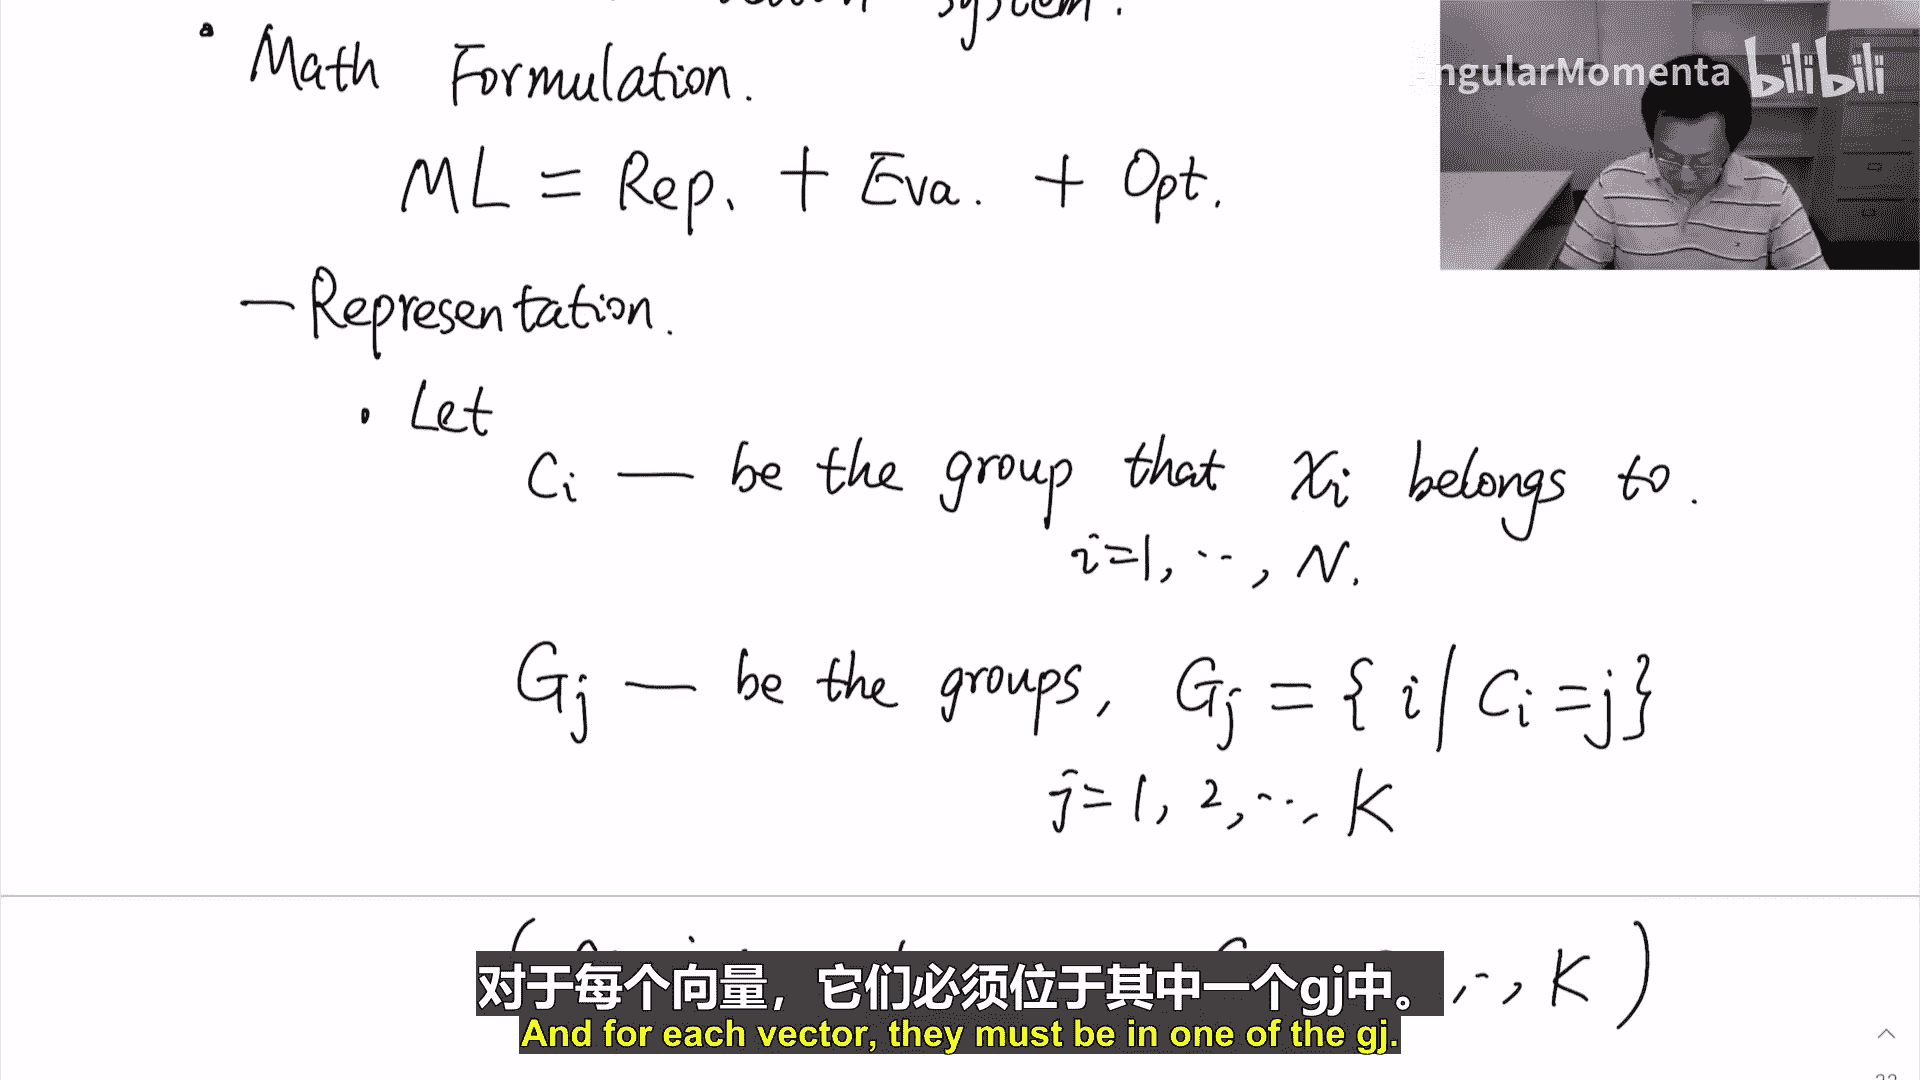 system.
AngularMomenta bilibili
• Math Formulation.
ML = Rep. + Eva. + Opt.
— Representation.
• Let
Ci — be the group that Xi belongs to.
i=1, ..., N.
Gj — be the groups, Gj = { i | Ci = j }
j = 1, 2, ..., K
K )
对于每个向量，它们必须位于其中一个gj中。
And for each vector, they must be in one of the gj.